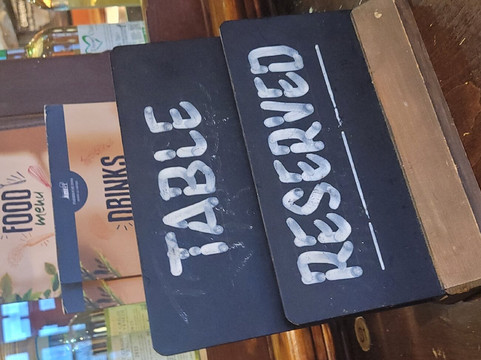 FOOD
menu
DRINKS
TABLE
RESERVED